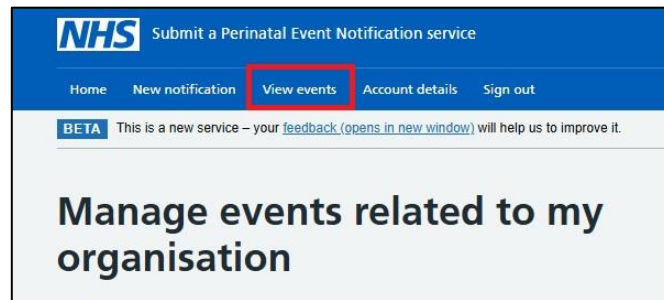 NHS Submit a Perinatal Event Notification service
Home New notification View events Account details Sign out
BETA This is a new service – your feedback (opens in new window) will help us to improve it.
Manage events related to my
organisation